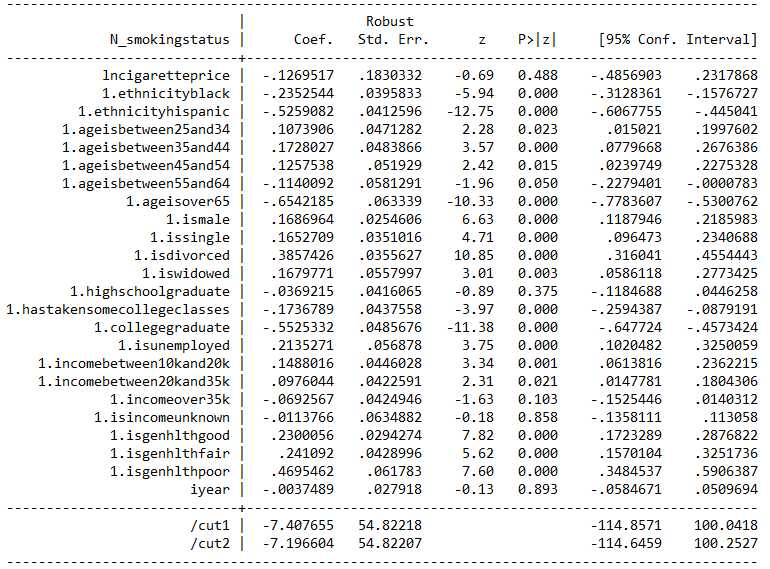 Robust
N_smokingstatus | Coef. Std. Err. z P>|z| [95% Conf. Interval]
lncigaretteprice | -.1269517 .1830332 -0.69 0.488 -.4856903 .2317868
1.ethnicityblack | -.2352544 .0395833 -5.94 0.000 -.3128361 -.1576727
1.ethnicityhispanic | -.5259082 .0412596 -12.75 0.000 -.6067755 -.445041
1.ageisbetween25and34 | .1073906 .0471282 2.28 0.023 .015021 .1997602
1.ageisbetween35and44 | .1728027 .0483866 3.57 0.000 .0779668 .2676386
1.ageisbetween45and54 | .1257538 .051929 2.42 0.015 .0239749 .2275328
1.ageisbetween55and64 | -.1140092 .0581291 -1.96 0.050 -.2279401 -.0000783
1.ageisover65 | -.6542185 .063339 -10.33 0.000 -.7783607 -.5300762
1.ismale | .1686964 .0254606 6.63 0.000 .1187946 .2185983
1.issingle | .1652709 .0351016 4.71 0.000 .096473 .2340688
1.isdivorced | .3857426 .0355627 10.85 0.000 .316041 .4554443
1.iswidowed | .1679771 .0557997 3.01 0.003 .0586118 .2773425
1.highschoolgraduate | -.0369215 .0416065 -0.89 0.375 -.1184688 .0446258
1.hastakensomecollegeclasses | -.1736789 .0437558 -3.97 0.000 -.2594387 -.0879191
1.collegegraduate | -.5525332 .0485676 -11.38 0.000 -.647724 -.4573424
1.isunemployed | .2135271 .056878 3.75 0.000 .1020482 .3250059
1.incomebetween10kand20k | .1488016 .0446028 3.34 0.001 .0613816 .2362215
1.incomebetween20kand35k | .0976044 .0422591 2.31 0.021 .0147781 .1804306
1.incomeover35k | -.0692567 .0424946 -1.63 0.103 -.1525446 .0140312
1.isincomeunknown | -.0113766 .0634882 -0.18 0.858 -.1358111 .113058
1.isgenhlthgood | .2300056 .0294274 7.82 0.000 .1723289 .2876822
1.isgenhlthfair | .241092 .0428996 5.62 0.000 .1570104 .3251736
1.isgenhlthpoor | .4695462 .061783 7.60 0.000 .3484537 .5906387
iyear | -.0037489 .027918 -0.13 0.893 -.0584671 .0509694
/cut1 | -7.407655 54.82218 -114.8571 100.0418
/cut2 | -7.196604 54.82207 -114.6459 100.2527